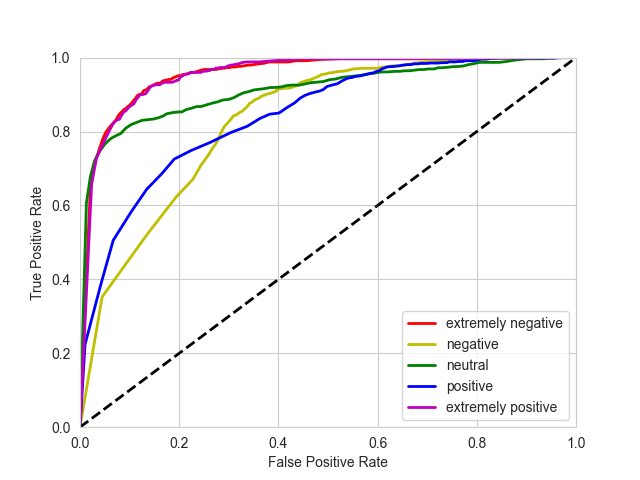 1.0
0.8
0.6
0.4
0.2
0.0
True Positive Rate
0.0 0.2 0.4 0.6 0.8 1.0
False Positive Rate
extremely negative
negative
neutral
positive
extremely positive